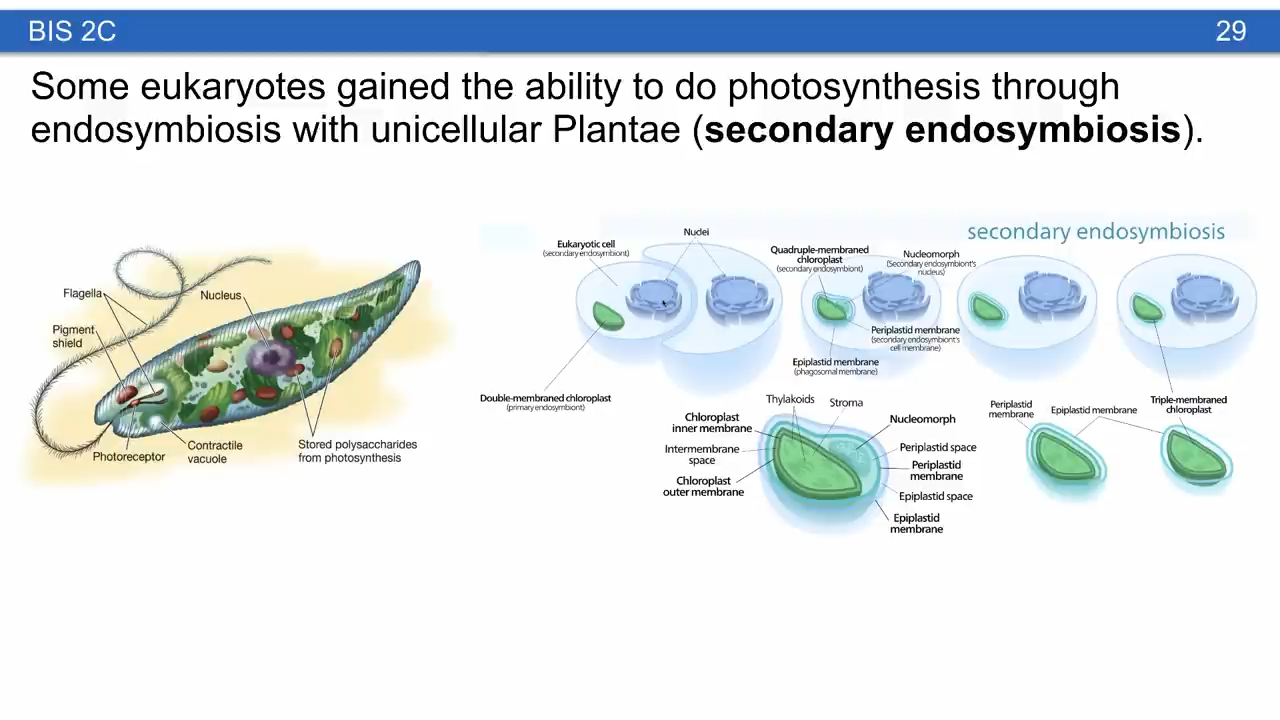 BIS 2C
29
Some eukaryotes gained the ability to do photosynthesis through
endosymbiosis with unicellular Plantae (secondary endosymbiosis).
Flagella
Pigment
shield
Nucleus
Photoreceptor
Contractile
vacuole
Stored polysaccharides
from photosynthesis
secondary endosymbiosis
Eukaryotic cell
(secondary endosymbiont)
Nuclei
Double-membraned chloroplast
(primary endosymbiont)
Quadruple-membraned
chloroplast
(secondary endosymbiont)
Nucleomorph
(Secondary endosymbiont's
nucleus)
Periplastid membrane
(secondary endosymbiont's
cell membrane)
Epiplastid membrane
(phagosomal membrane)
Thylakoids
Stroma
Chloroplast
inner membrane
Intermembrane
space
Chloroplast
outer membrane
Nucleomorph
Periplastid space
Periplastid
membrane
Epiplastid space
Epiplastid
membrane
Periplastid
membrane
Epiplastid membrane
Triple-membraned
chloroplast